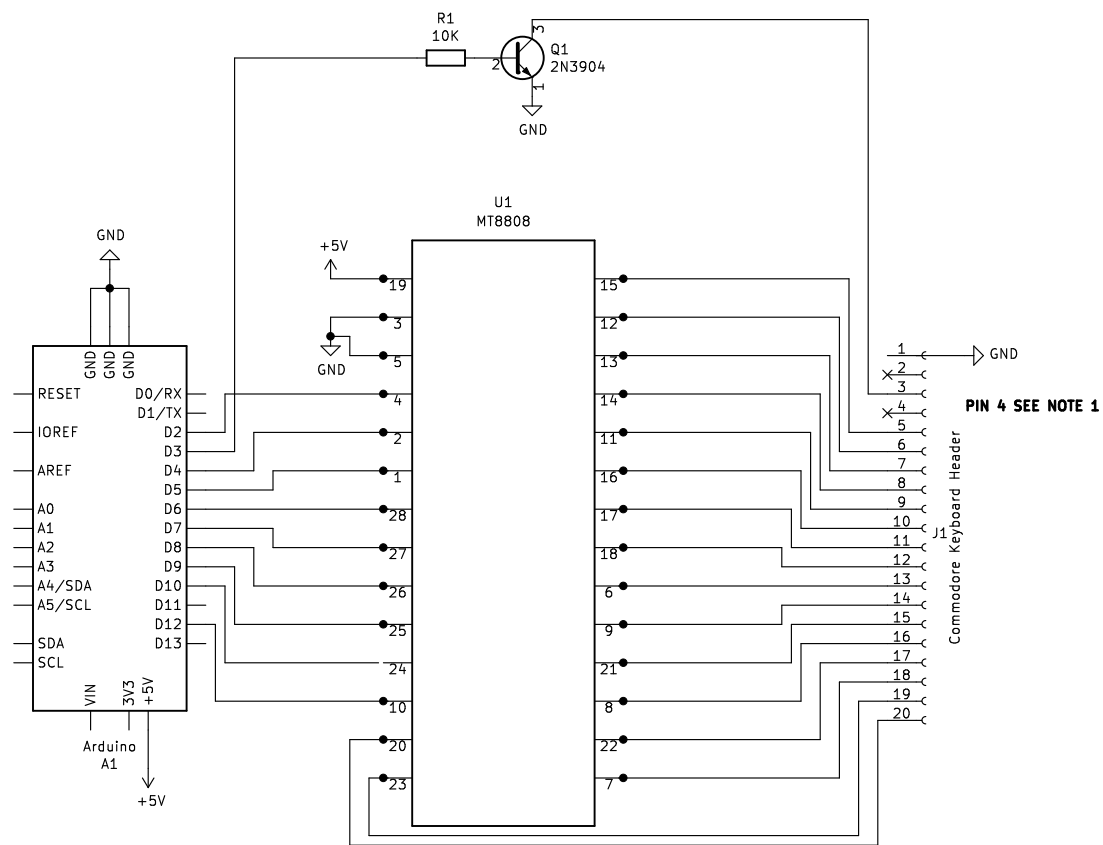 R1
10K
3
Q1
2N3904
2
1
GND
U1
MT8808
GND
+5V
19
15
3
12
GND
5
13
4
14
2
11
1
16
28
17
27
18
26
6
25
9
24
21
10
8
20
22
23
7
GND
GND
GND
RESET
IOREF
AREF
A0
A1
A2
A3
A4/SDA
A5/SCL
SDA
SCL
D0/RX
D1/TX
D2
D3
D4
D5
D6
D7
D8
D9
D10
D11
D12
D13
VIN
3V3
+5V
Arduino
A1
+5V
1
GND
2
3
4
PIN 4 SEE NOTE 1
5
6
7
8
9
10
11
12
13
14
15
16
17
18
19
20
J1
Commodore Keyboard Header